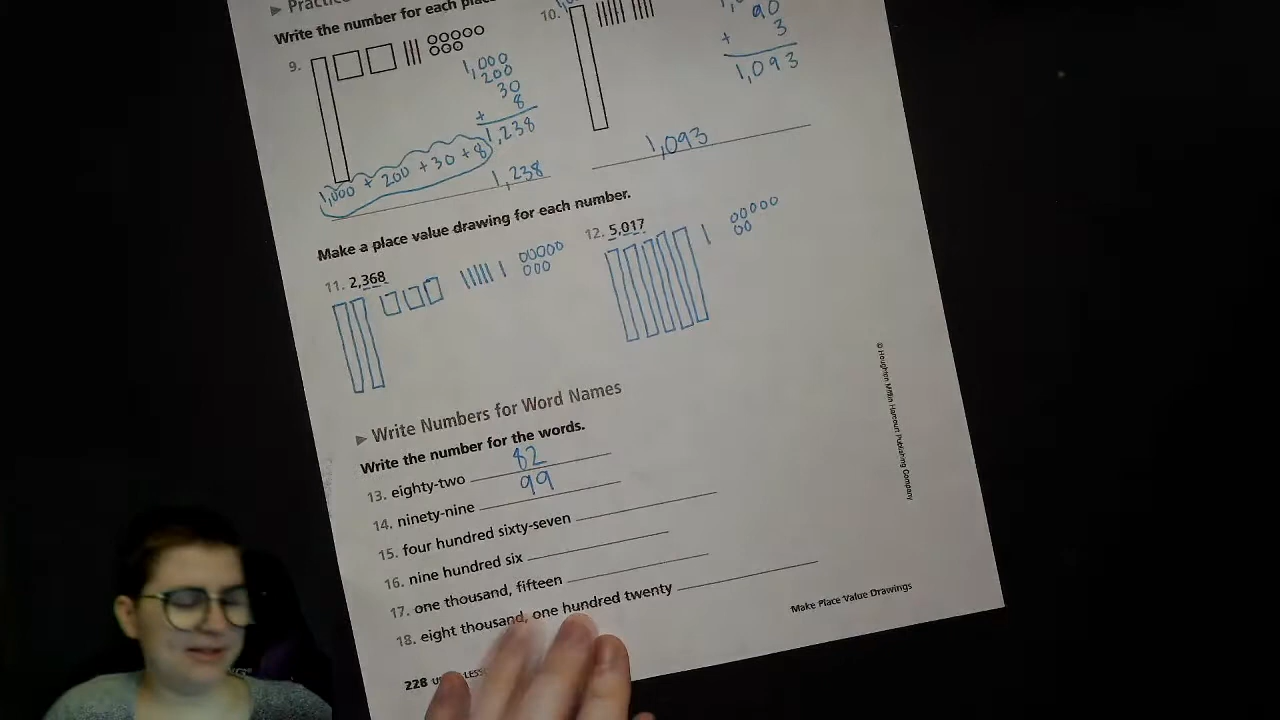 ▶ Practice
Write the number for each place
9.
1,000
200
30
+ 8
1,238
1,000 + 200 + 30 + 8
1,238
10.
90
+ 3
1,093
1,093
Make a place value drawing for each number.
11. 2,368
12. 5,017
▶ Write Numbers for Word Names
Write the number for the words.
13. eighty-two 82
14. ninety-nine 99
15. four hundred sixty-seven
16. nine hundred six
17. one thousand, fifteen
18. eight thousand, one hundred twenty
228
Make Place Value Drawings
© Houghton Mifflin Harcourt Publishing Company